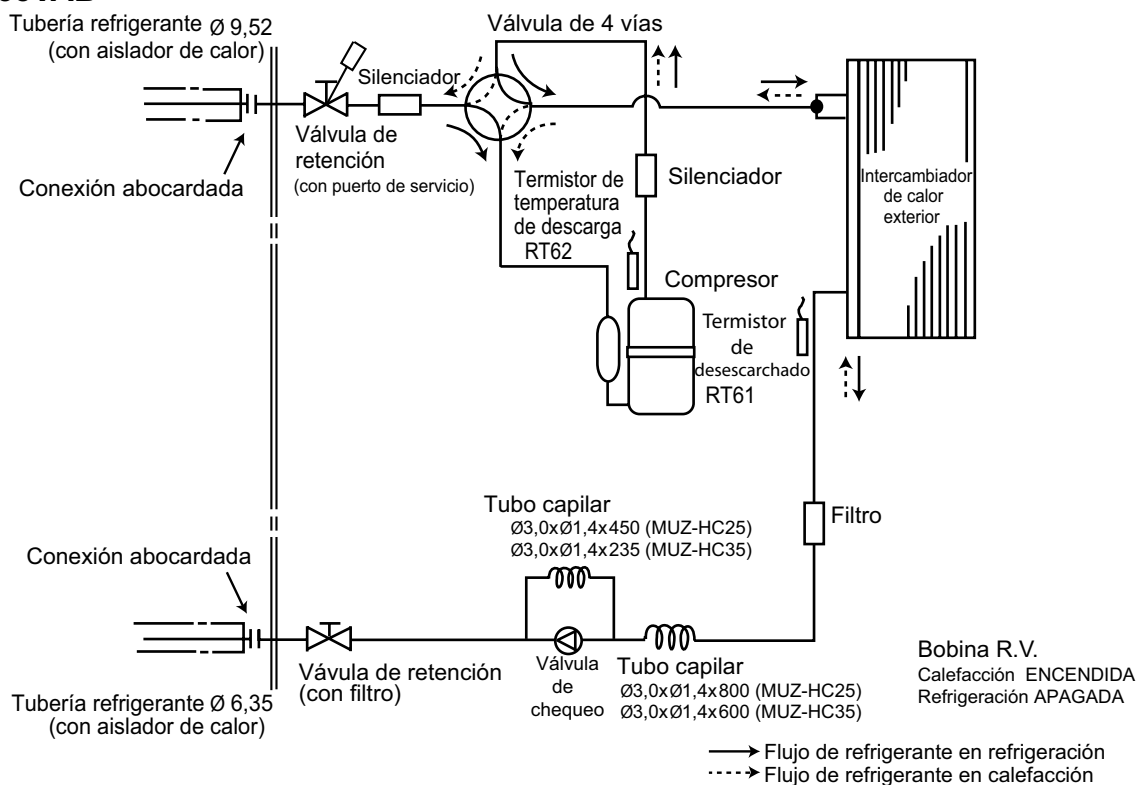 Tubería refrigerante Ø 9,52
(con aislador de calor)
Válvula de 4 vías
Silenciador
Válvula de
retención
(con puerto de servicio)
Conexión abocardada
Termistor de
temperatura
de descarga
RT62
Silenciador
Intercambiador
de calor
exterior
Compresor
Termistor
de
desescarchado
RT61
Tubo capilar
Ø3,0xØ1,4x450 (MUZ-HC25)
Ø3,0xØ1,4x235 (MUZ-HC35)
Filtro
Conexión abocardada
Vávula de retención
(con filtro)
Válvula
de
chequeo
Tubo capilar
Ø3,0xØ1,4x800 (MUZ-HC25)
Ø3,0xØ1,4x600 (MUZ-HC35)
Tubería refrigerante Ø 6,35
(con aislador de calor)
Bobina R.V.
Calefacción ENCENDIDA
Refrigeración APAGADA
Flujo de refrigerante en refrigeración
Flujo de refrigerante en calefacción